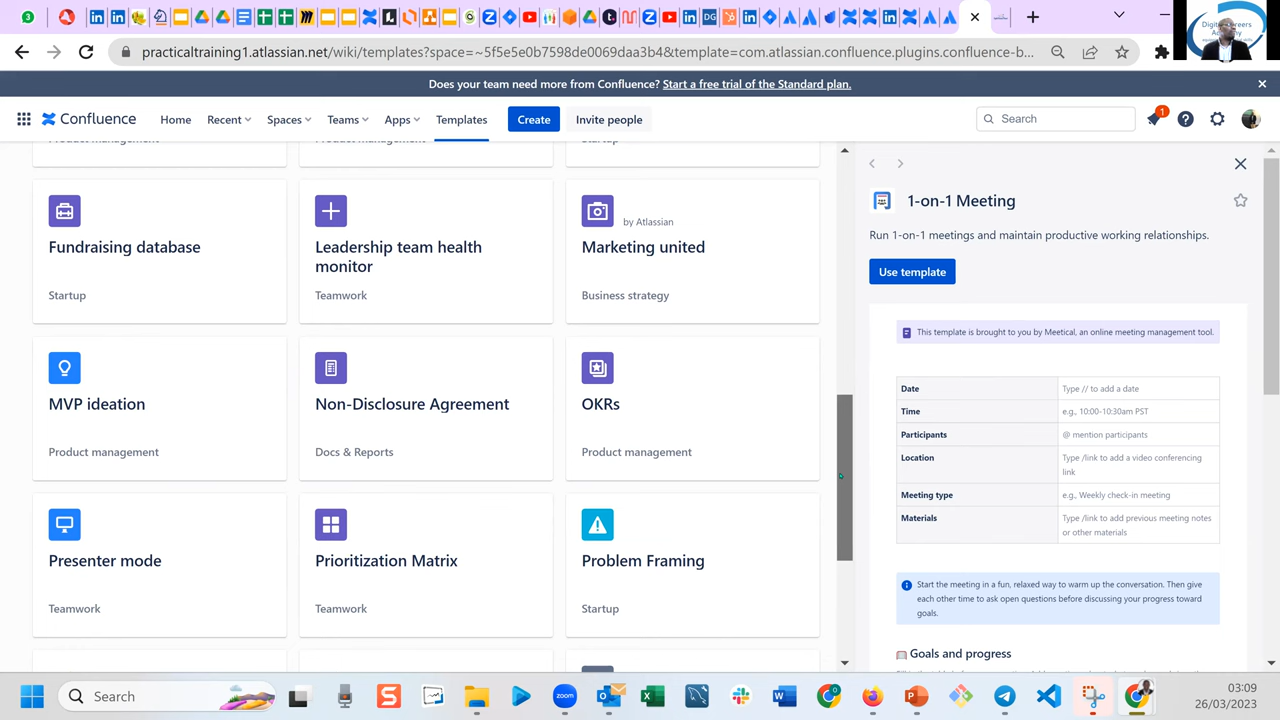 practicaltraining1.atlassian.net/wiki/templates?space=~5f5e5e0b7598de0069daa3b4&template=com.atlassian.confluence.plugins.confluence-b...
Does your team need more from Confluence? Start a free trial of the Standard plan.
Confluence
Home
Recent
Spaces
Teams
Apps
Templates
Create
Invite people
Search
1
Product management
Product management
Startup
Fundraising database
Startup
Leadership team health
monitor
Teamwork
by Atlassian
Marketing united
Business strategy
MVP ideation
Product management
Non-Disclosure Agreement
Docs & Reports
OKRs
Product management
Presenter mode
Teamwork
Prioritization Matrix
Teamwork
Problem Framing
Startup
1-on-1 Meeting
Run 1-on-1 meetings and maintain productive working relationships.
Use template
This template is brought to you by Meetical, an online meeting management tool.
Date
Type // to add a date
Time
e.g., 10:00-10:30am PST
Participants
@ mention participants
Location
Type /link to add a video conferencing
link
Meeting type
e.g., Weekly check-in meeting
Materials
Type /link to add previous meeting notes
or other materials
Start the meeting in a fun, relaxed way to warm up the conversation. Then give
each other time to ask open questions before discussing your progress toward
goals.
Goals and progress
Search
zoom
03:09
26/03/2023